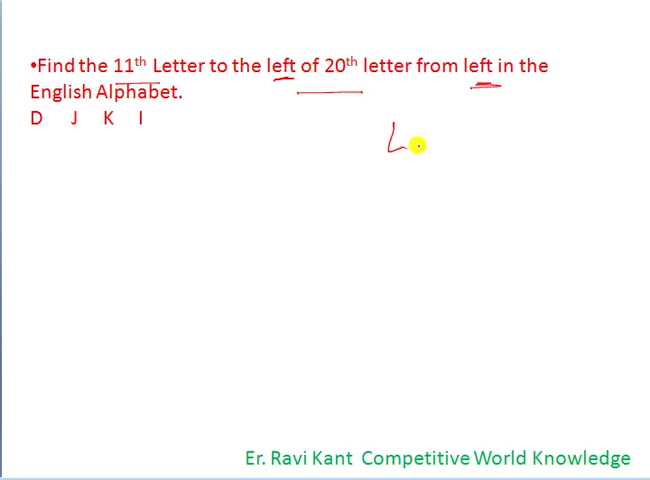 •Find the 11th Letter to the left of 20th letter from left in the
English Alphabet.
D J K I
L
Er. Ravi Kant Competitive World Knowledge